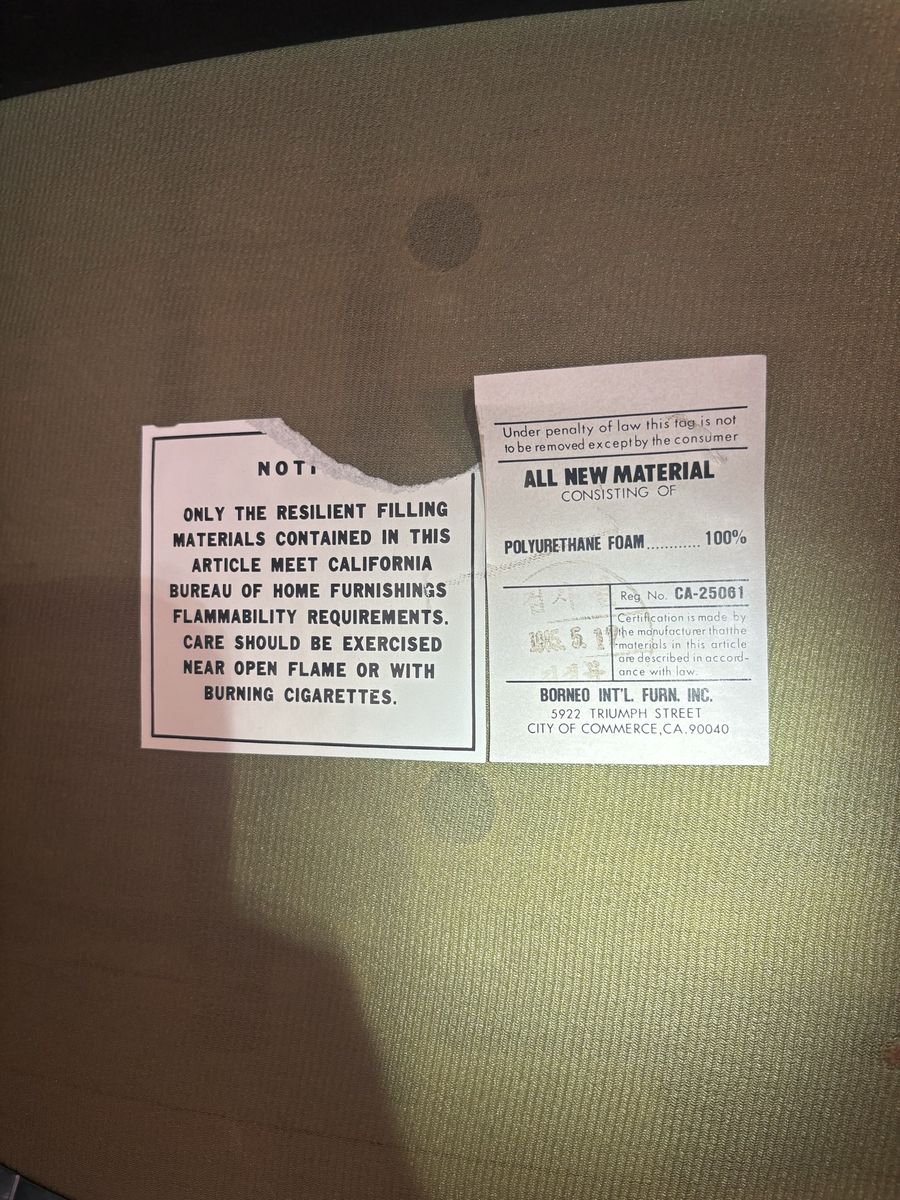 ONLY THE RESILIENT FILLING
MATERIALS CONTAINED IN THIS
ARTICLE MEET CALIFORNIA
BUREAU OF HOME FURNISHINGS
FLAMMABILITY REQUIREMENTS.
CARE SHOULD BE EXERCISED
NEAR OPEN FLAME OR WITH
BURNING CIGARETTES.
Under penalty of law this tag is not
to be removed except by the consumer
ALL NEW MATERIAL
CONSISTING OF
POLYURETHANE FOAM............ 100%
Reg. No. CA-25061
Certification is made by
the manufacturer that the
materials in this article
are described in accord-
ance with law.
BORNEO INT'L. FURN. INC.
5922 TRIUMPH STREET
CITY OF COMMERCE, CA. 90040